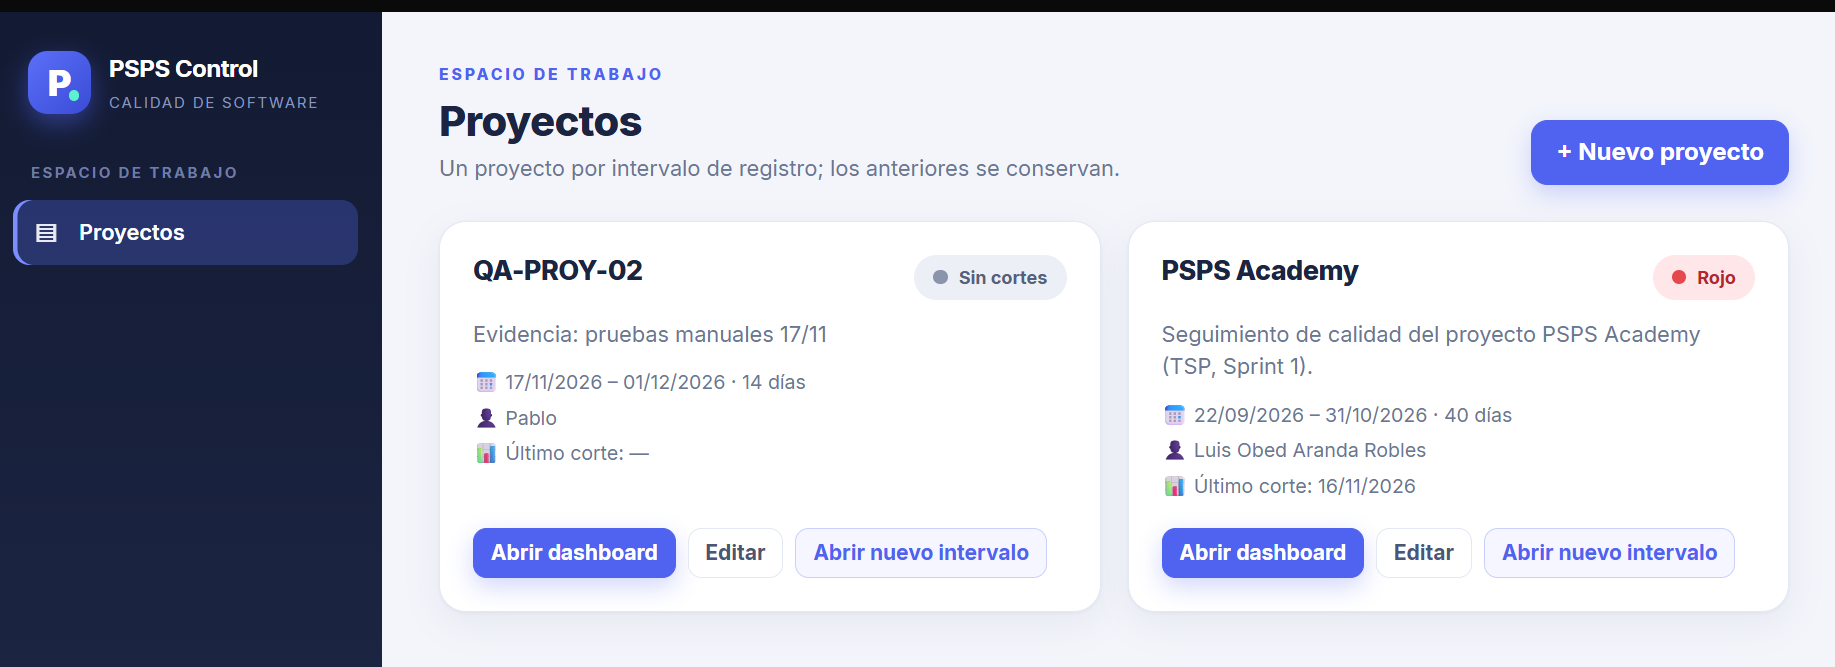 P.
PSPS Control
CALIDAD DE SOFTWARE
ESPACIO DE TRABAJO
Proyectos
ESPACIO DE TRABAJO
Proyectos
Un proyecto por intervalo de registro; los anteriores se conservan.
+ Nuevo proyecto
QA-PROY-02
Sin cortes
Evidencia: pruebas manuales 17/11
17/11/2026 – 01/12/2026 · 14 días
Pablo
Último corte: —
Abrir dashboard
Editar
Abrir nuevo intervalo
PSPS Academy
Rojo
Seguimiento de calidad del proyecto PSPS Academy
(TSP, Sprint 1).
22/09/2026 – 31/10/2026 · 40 días
Luis Obed Aranda Robles
Último corte: 16/11/2026
Abrir dashboard
Editar
Abrir nuevo intervalo